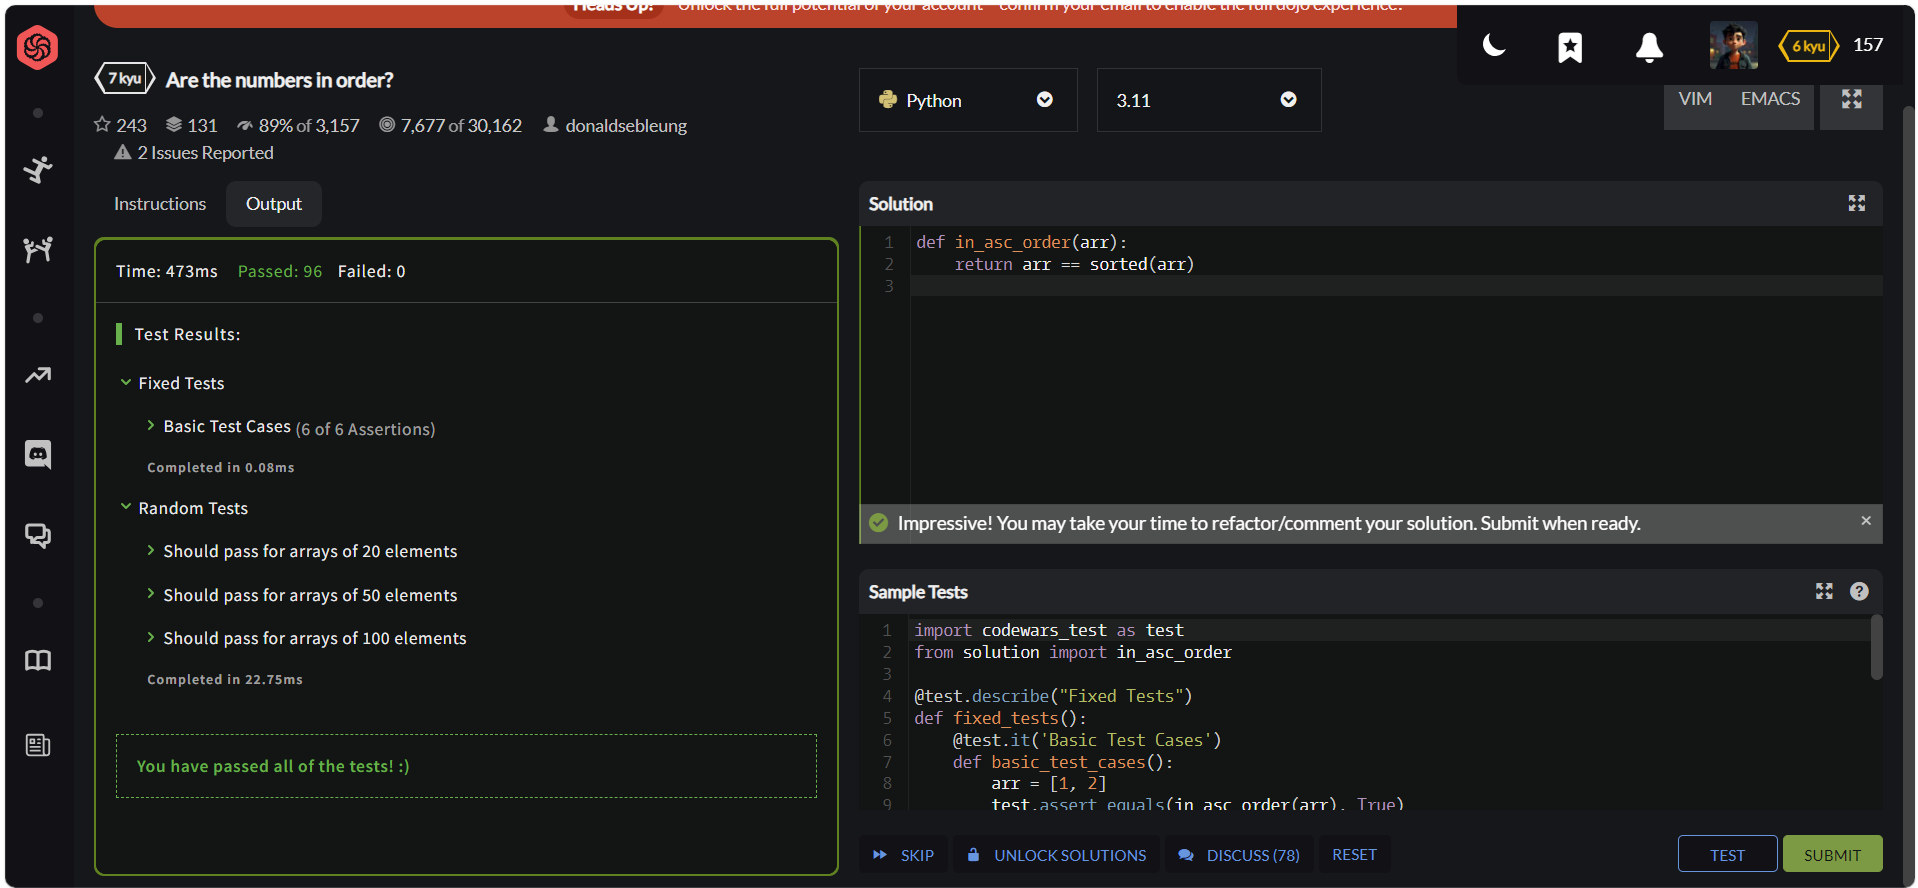 Heads Up! Unlock the full potential of your account - confirm your email to enable the full dojo experience.
6 kyu 157
7 kyu Are the numbers in order?
243 131 89% of 3,157 7,677 of 30,162 donaldsebleung
2 Issues Reported
Python 3.11
VIM EMACS
Instructions Output
Time: 473ms Passed: 96 Failed: 0
Test Results:
Fixed Tests
Basic Test Cases (6 of 6 Assertions)
Completed in 0.08ms
Random Tests
Should pass for arrays of 20 elements
Should pass for arrays of 50 elements
Should pass for arrays of 100 elements
Completed in 22.75ms
You have passed all of the tests! :)
Solution
1 def in_asc_order(arr):
2     return arr == sorted(arr)
3
Impressive! You may take your time to refactor/comment your solution. Submit when ready.
Sample Tests
1 import codewars_test as test
2 from solution import in_asc_order
3
4 @test.describe("Fixed Tests")
5 def fixed_tests():
6     @test.it('Basic Test Cases')
7     def basic_test_cases():
8         arr = [1, 2]
9         test.assert_equals(in_asc_order(arr), True)
SKIP UNLOCK SOLUTIONS DISCUSS (78) RESET TEST SUBMIT